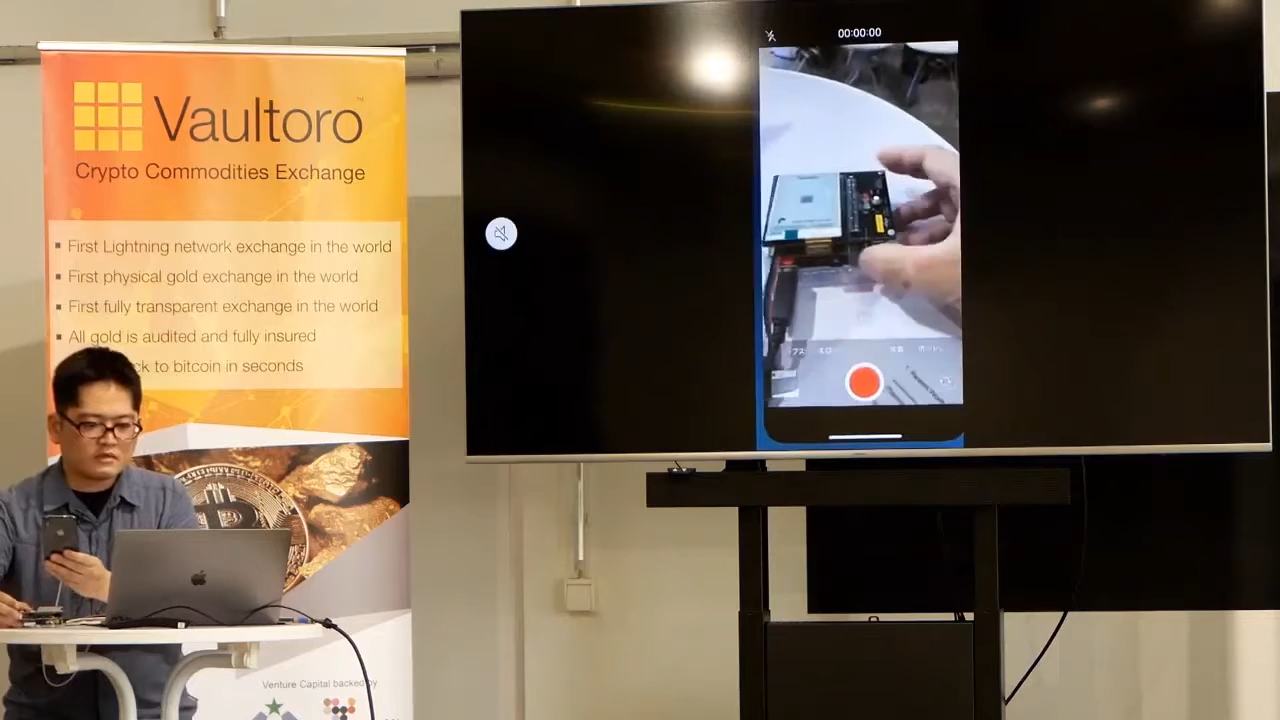 Vaultoro
Crypto Commodities Exchange
▪ First Lightning network exchange in the world
▪ First physical gold exchange in the world
▪ First fully transparent exchange in the world
▪ All gold is audited and fully insured
to bitcoin in seconds
Venture Capital backed by
00:00:00